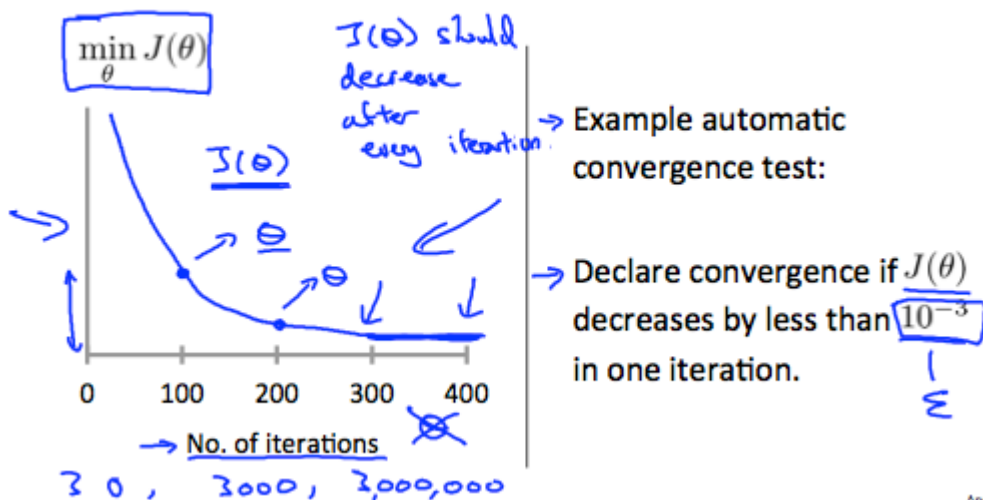 min J(θ)
θ
J(θ) should
decrease
after
every iteration.
J(θ)
θ
θ
0 100 200 300 400
→ No. of iterations
30, 3000, 3,000,000
→ Example automatic
convergence test:
→ Declare convergence if J(θ)
decreases by less than 10⁻³
in one iteration.
ε